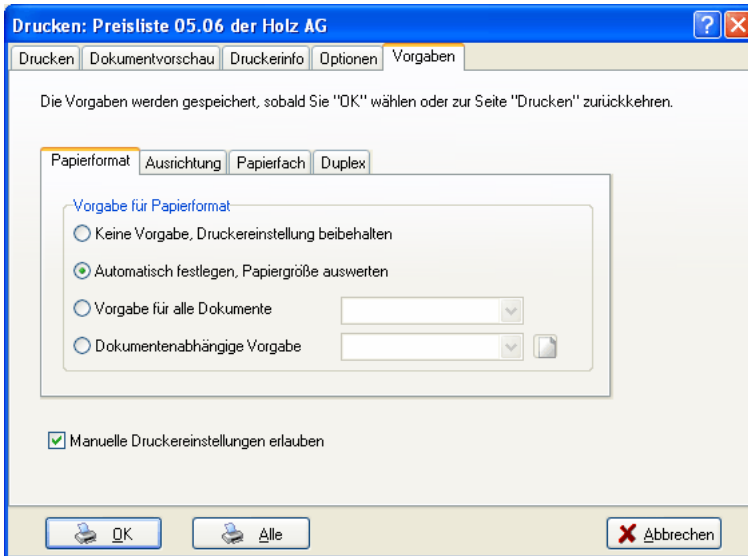 Drucken: Preisliste 05.06 der Holz AG
Drucken Dokumentvorschau Druckerinfo Optionen Vorgaben
Die Vorgaben werden gespeichert, sobald Sie "OK" wählen oder zur Seite "Drucken" zurückkehren.
Papierformat Ausrichtung Papierfach Duplex
Vorgabe für Papierformat
Keine Vorgabe, Druckereinstellung beibehalten
Automatisch festlegen, Papiergröße auswerten
Vorgabe für alle Dokumente
Dokumentenabhängige Vorgabe
Manuelle Druckereinstellungen erlauben
OK Alle Abbrechen